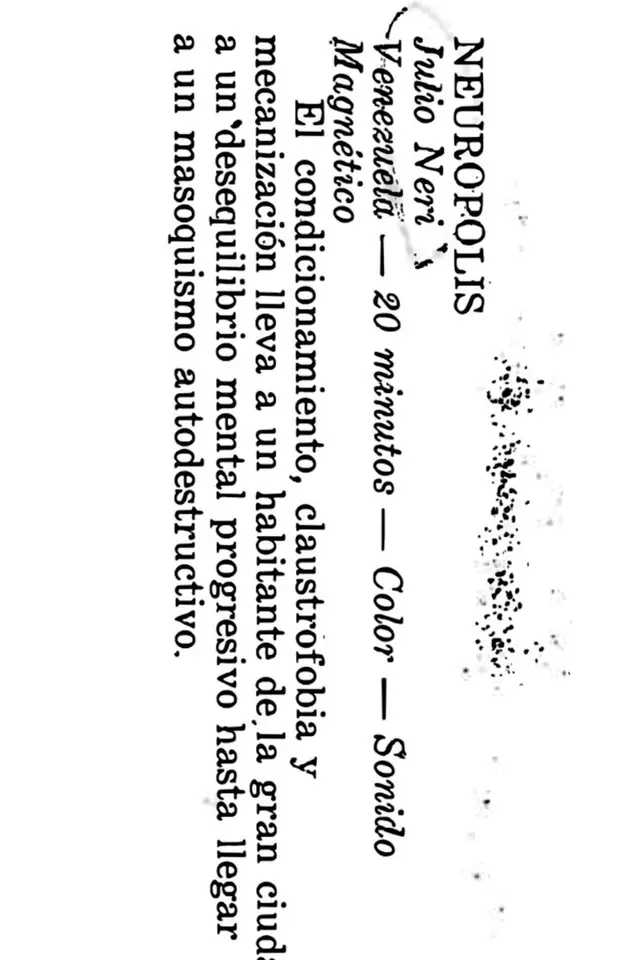 NEUROPOLIS
Julio Neri
Venezuela — 20 minutos — Color — Sonido
Magnético
El condicionamiento, claustrofobia y
mecanización lleva a un habitante de la gran ciuda
a un desequilibrio mental progresivo hasta llegar
a un masoquismo autodestructivo.